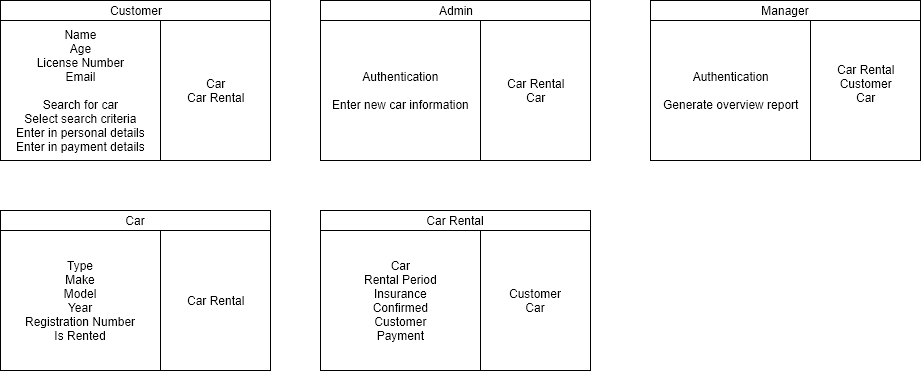 Customer
Name
Age
License Number
Email
Search for car
Select search criteria
Enter in personal details
Enter in payment details
Car
Car Rental
Admin
Authentication
Enter new car information
Car Rental
Car
Manager
Authentication
Generate overview report
Car Rental
Customer
Car
Car
Type
Make
Model
Year
Registration Number
Is Rented
Car Rental
Car Rental
Car
Rental Period
Insurance
Confirmed
Customer
Payment
Customer
Car